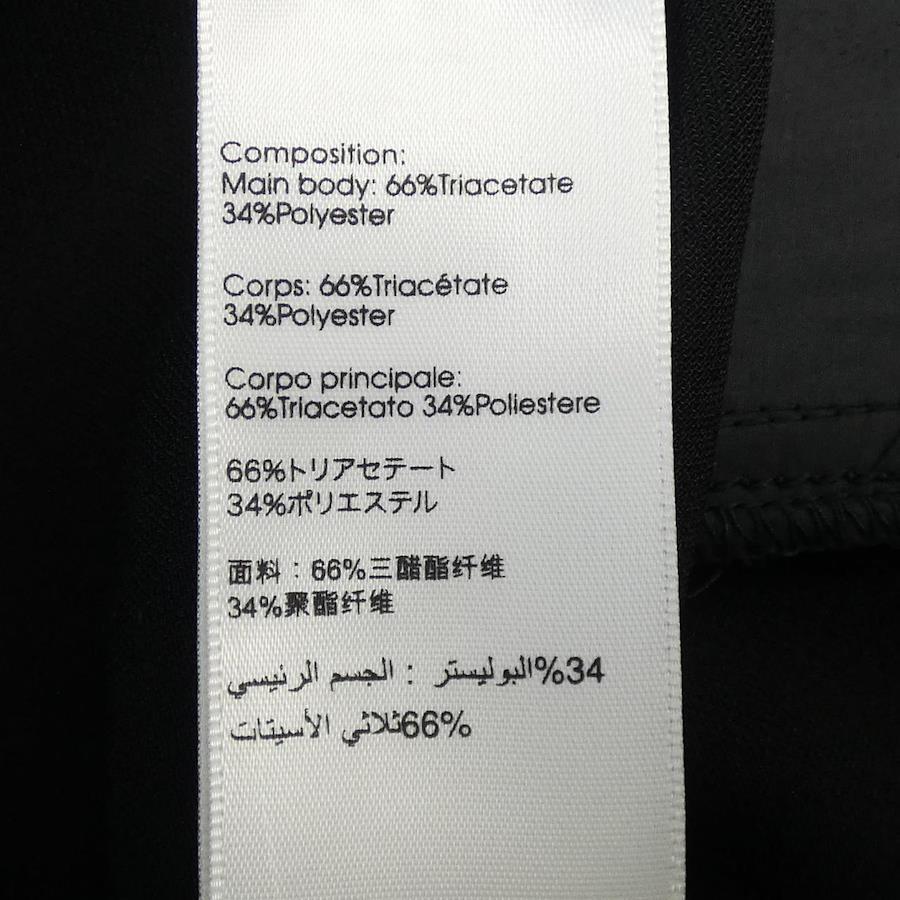 Composition:
Main body: 66%Triacetate
34%Polyester
Corps: 66%Triacétate
34%Polyester
Corpo principale:
66%Triacetato 34%Poliestere
66%トリアセテート
34%ポリエステル
面料：66%三醋酯纤维
34%聚酯纤维
34%البوليستر : الجسم الرئيسي
66%ثلاثي الأسيتات